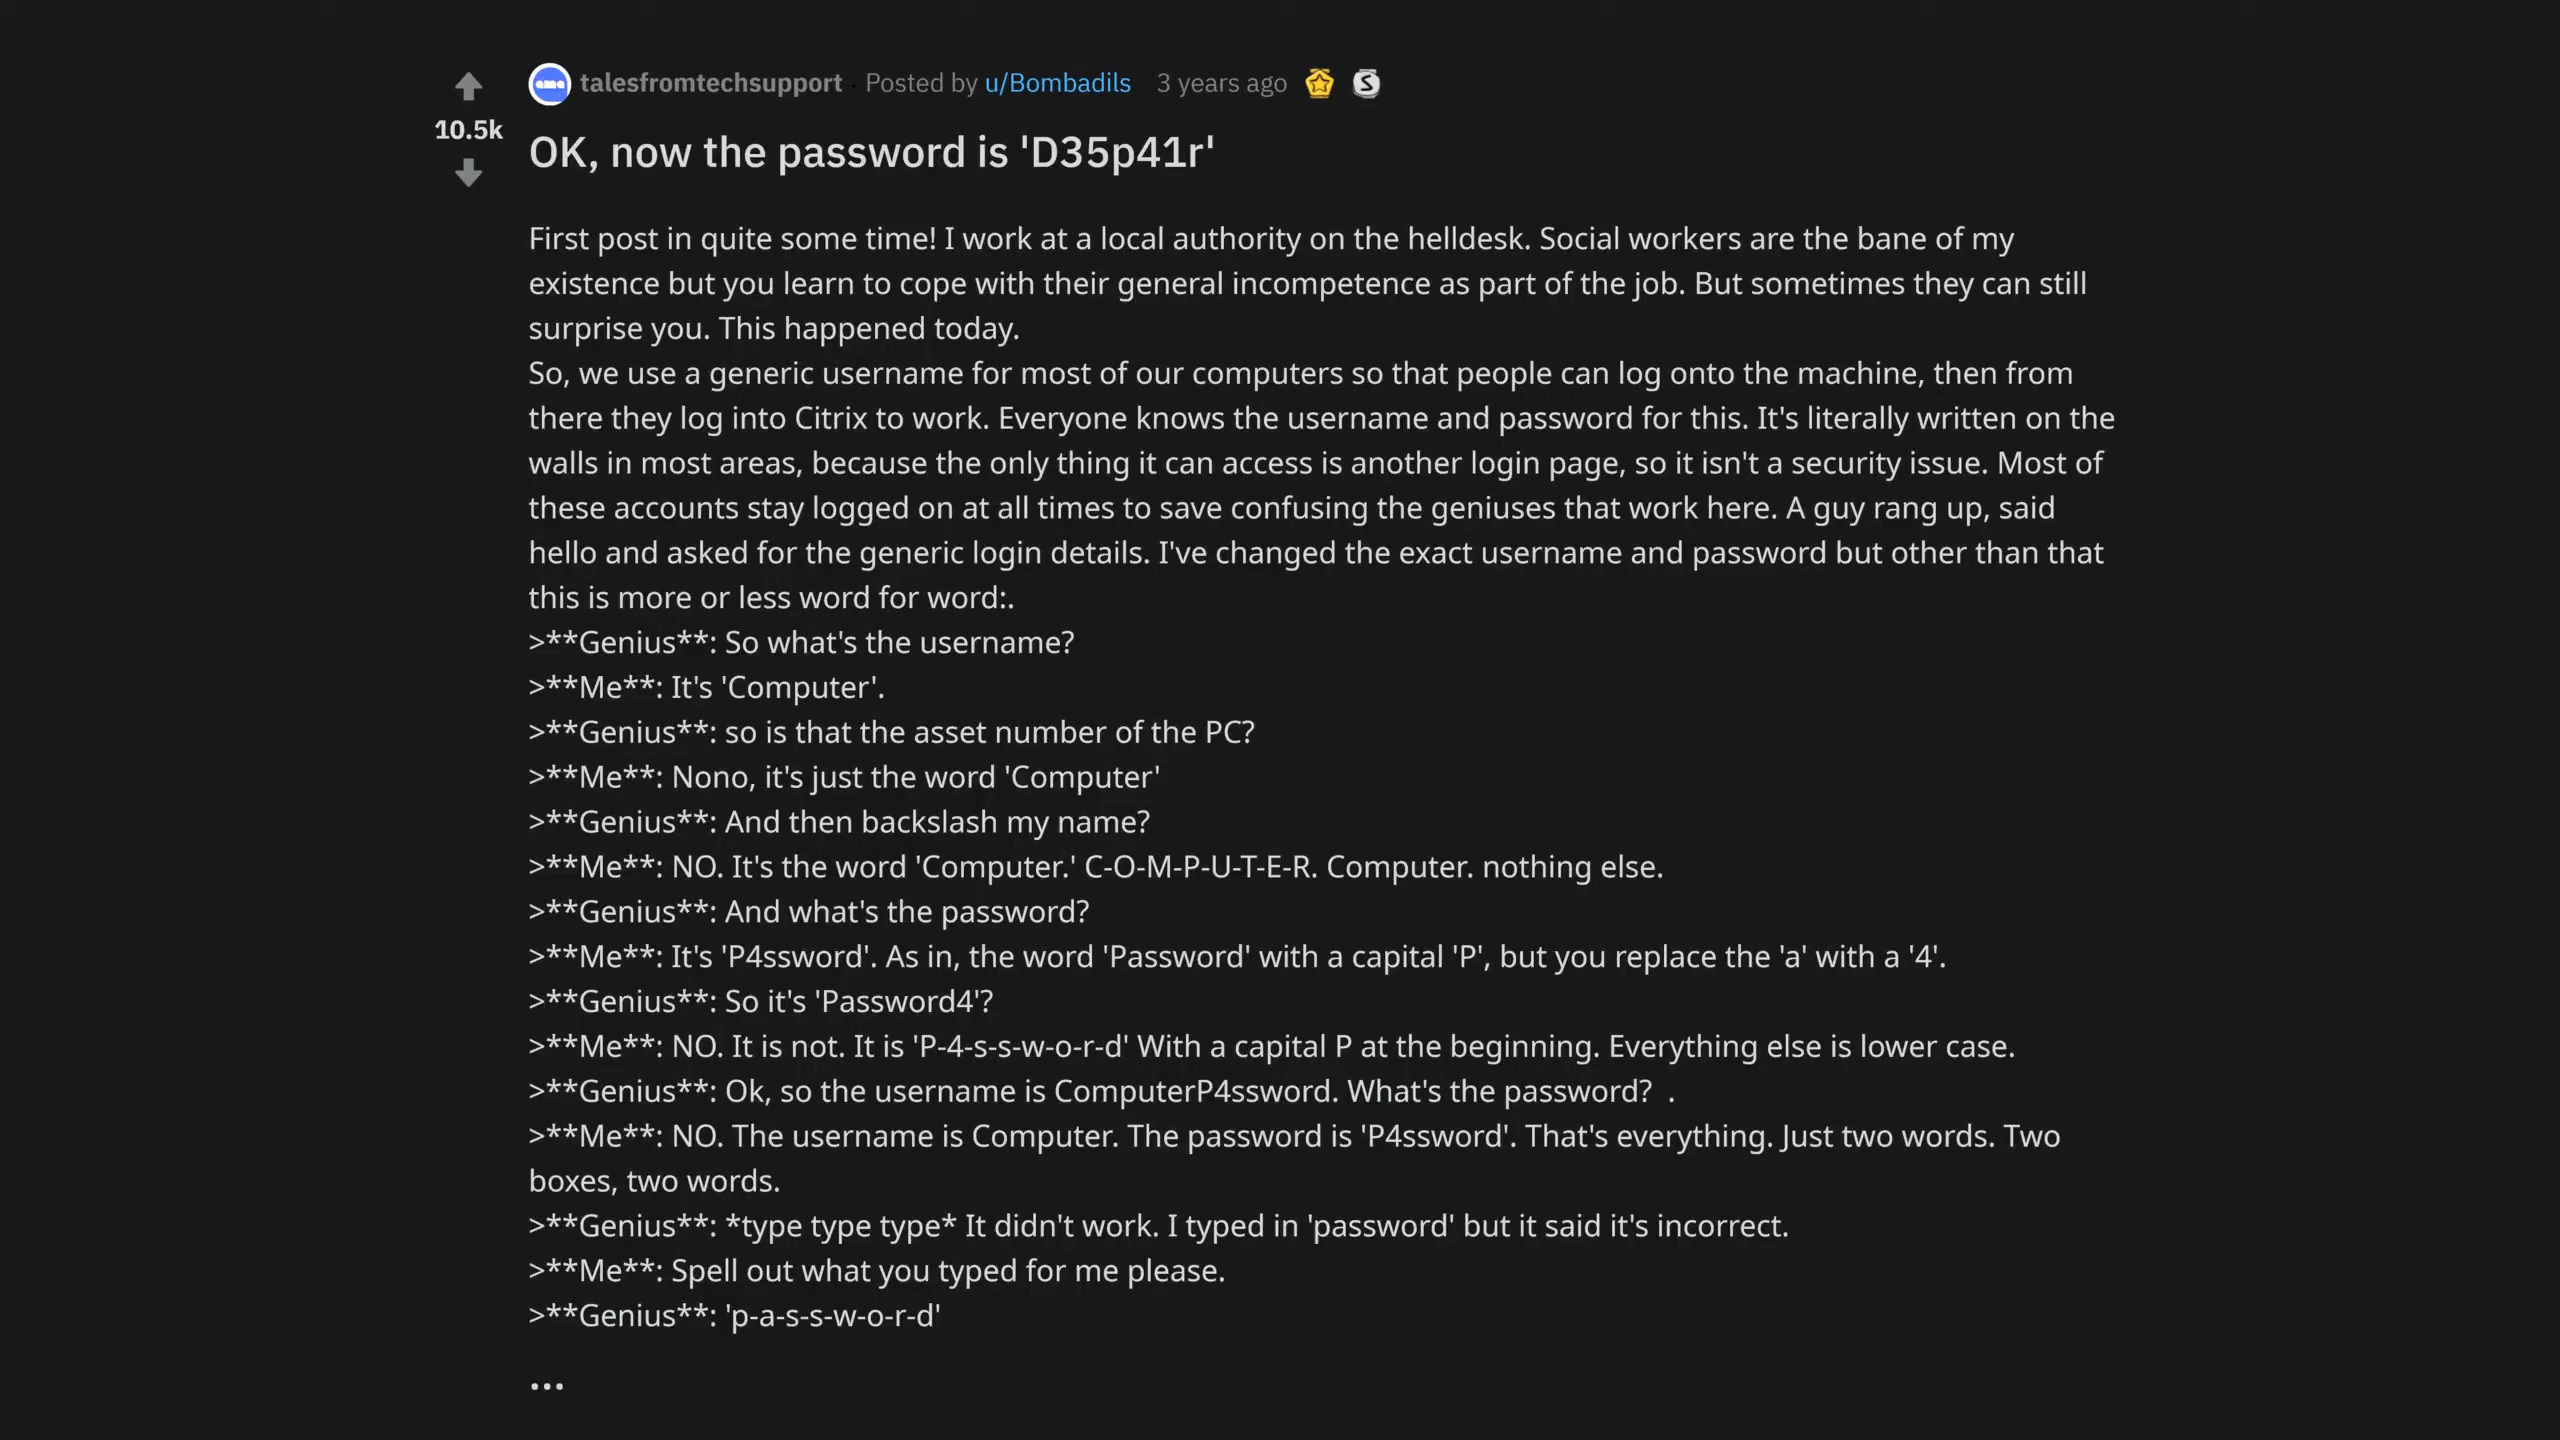 talesfromtechsupport · Posted by u/Bombadils 3 years ago
10.5k
OK, now the password is 'D35p41r'
First post in quite some time! I work at a local authority on the helldesk. Social workers are the bane of my
existence but you learn to cope with their general incompetence as part of the job. But sometimes they can still
surprise you. This happened today.
So, we use a generic username for most of our computers so that people can log onto the machine, then from
there they log into Citrix to work. Everyone knows the username and password for this. It's literally written on the
walls in most areas, because the only thing it can access is another login page, so it isn't a security issue. Most of
these accounts stay logged on at all times to save confusing the geniuses that work here. A guy rang up, said
hello and asked for the generic login details. I've changed the exact username and password but other than that
this is more or less word for word:.
>**Genius**: So what's the username?
>**Me**: It's 'Computer'.
>**Genius**: so is that the asset number of the PC?
>**Me**: Nono, it's just the word 'Computer'
>**Genius**: And then backslash my name?
>**Me**: NO. It's the word 'Computer.' C-O-M-P-U-T-E-R. Computer. nothing else.
>**Genius**: And what's the password?
>**Me**: It's 'P4ssword'. As in, the word 'Password' with a capital 'P', but you replace the 'a' with a '4'.
>**Genius**: So it's 'Password4'?
>**Me**: NO. It is not. It is 'P-4-s-s-w-o-r-d' With a capital P at the beginning. Everything else is lower case.
>**Genius**: Ok, so the username is ComputerP4ssword. What's the password?  .
>**Me**: NO. The username is Computer. The password is 'P4ssword'. That's everything. Just two words. Two
boxes, two words.
>**Genius**: *type type type* It didn't work. I typed in 'password' but it said it's incorrect.
>**Me**: Spell out what you typed for me please.
>**Genius**: 'p-a-s-s-w-o-r-d'
...